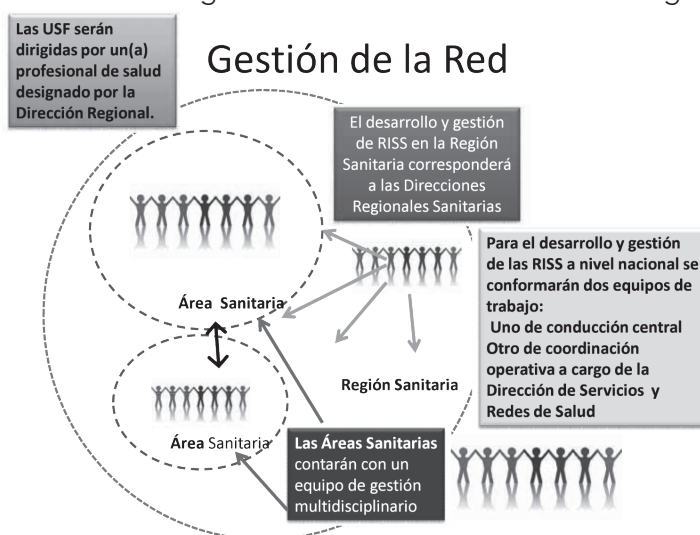 Las USF serán
dirigidas por un(a)
profesional de salud
designado por la
Dirección Regional.
Gestión de la Red
El desarrollo y gestión
de RISS en la Región
Sanitaria corresponderá
a las Direcciones
Regionales Sanitarias
Para el desarrollo y gestión
de las RISS a nivel nacional se
conformarán dos equipos de
trabajo:
Uno de conducción central
Otro de coordinación
operativa a cargo de la
Dirección de Servicios y
Redes de Salud
Área Sanitaria
Región Sanitaria
Área Sanitaria
Las Áreas Sanitarias
contarán con un
equipo de gestión
multidisciplinario